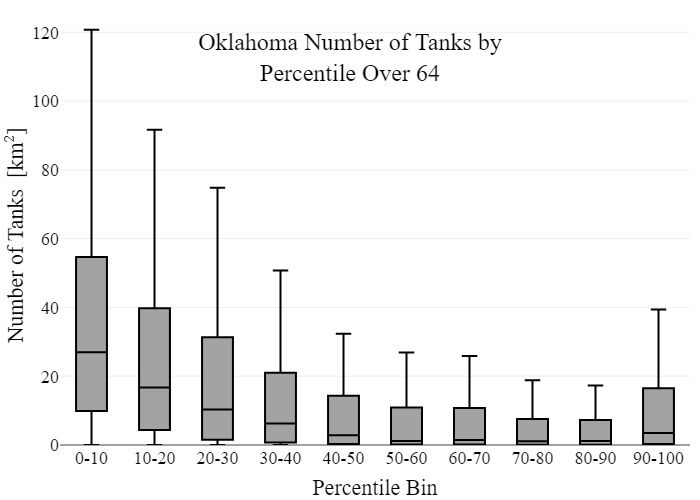 Oklahoma Number of Tanks by
Percentile Over 64
Number of Tanks [km²]
120
100
80
60
40
20
0
0-10 10-20 20-30 30-40 40-50 50-60 60-70 70-80 80-90 90-100
Percentile Bin